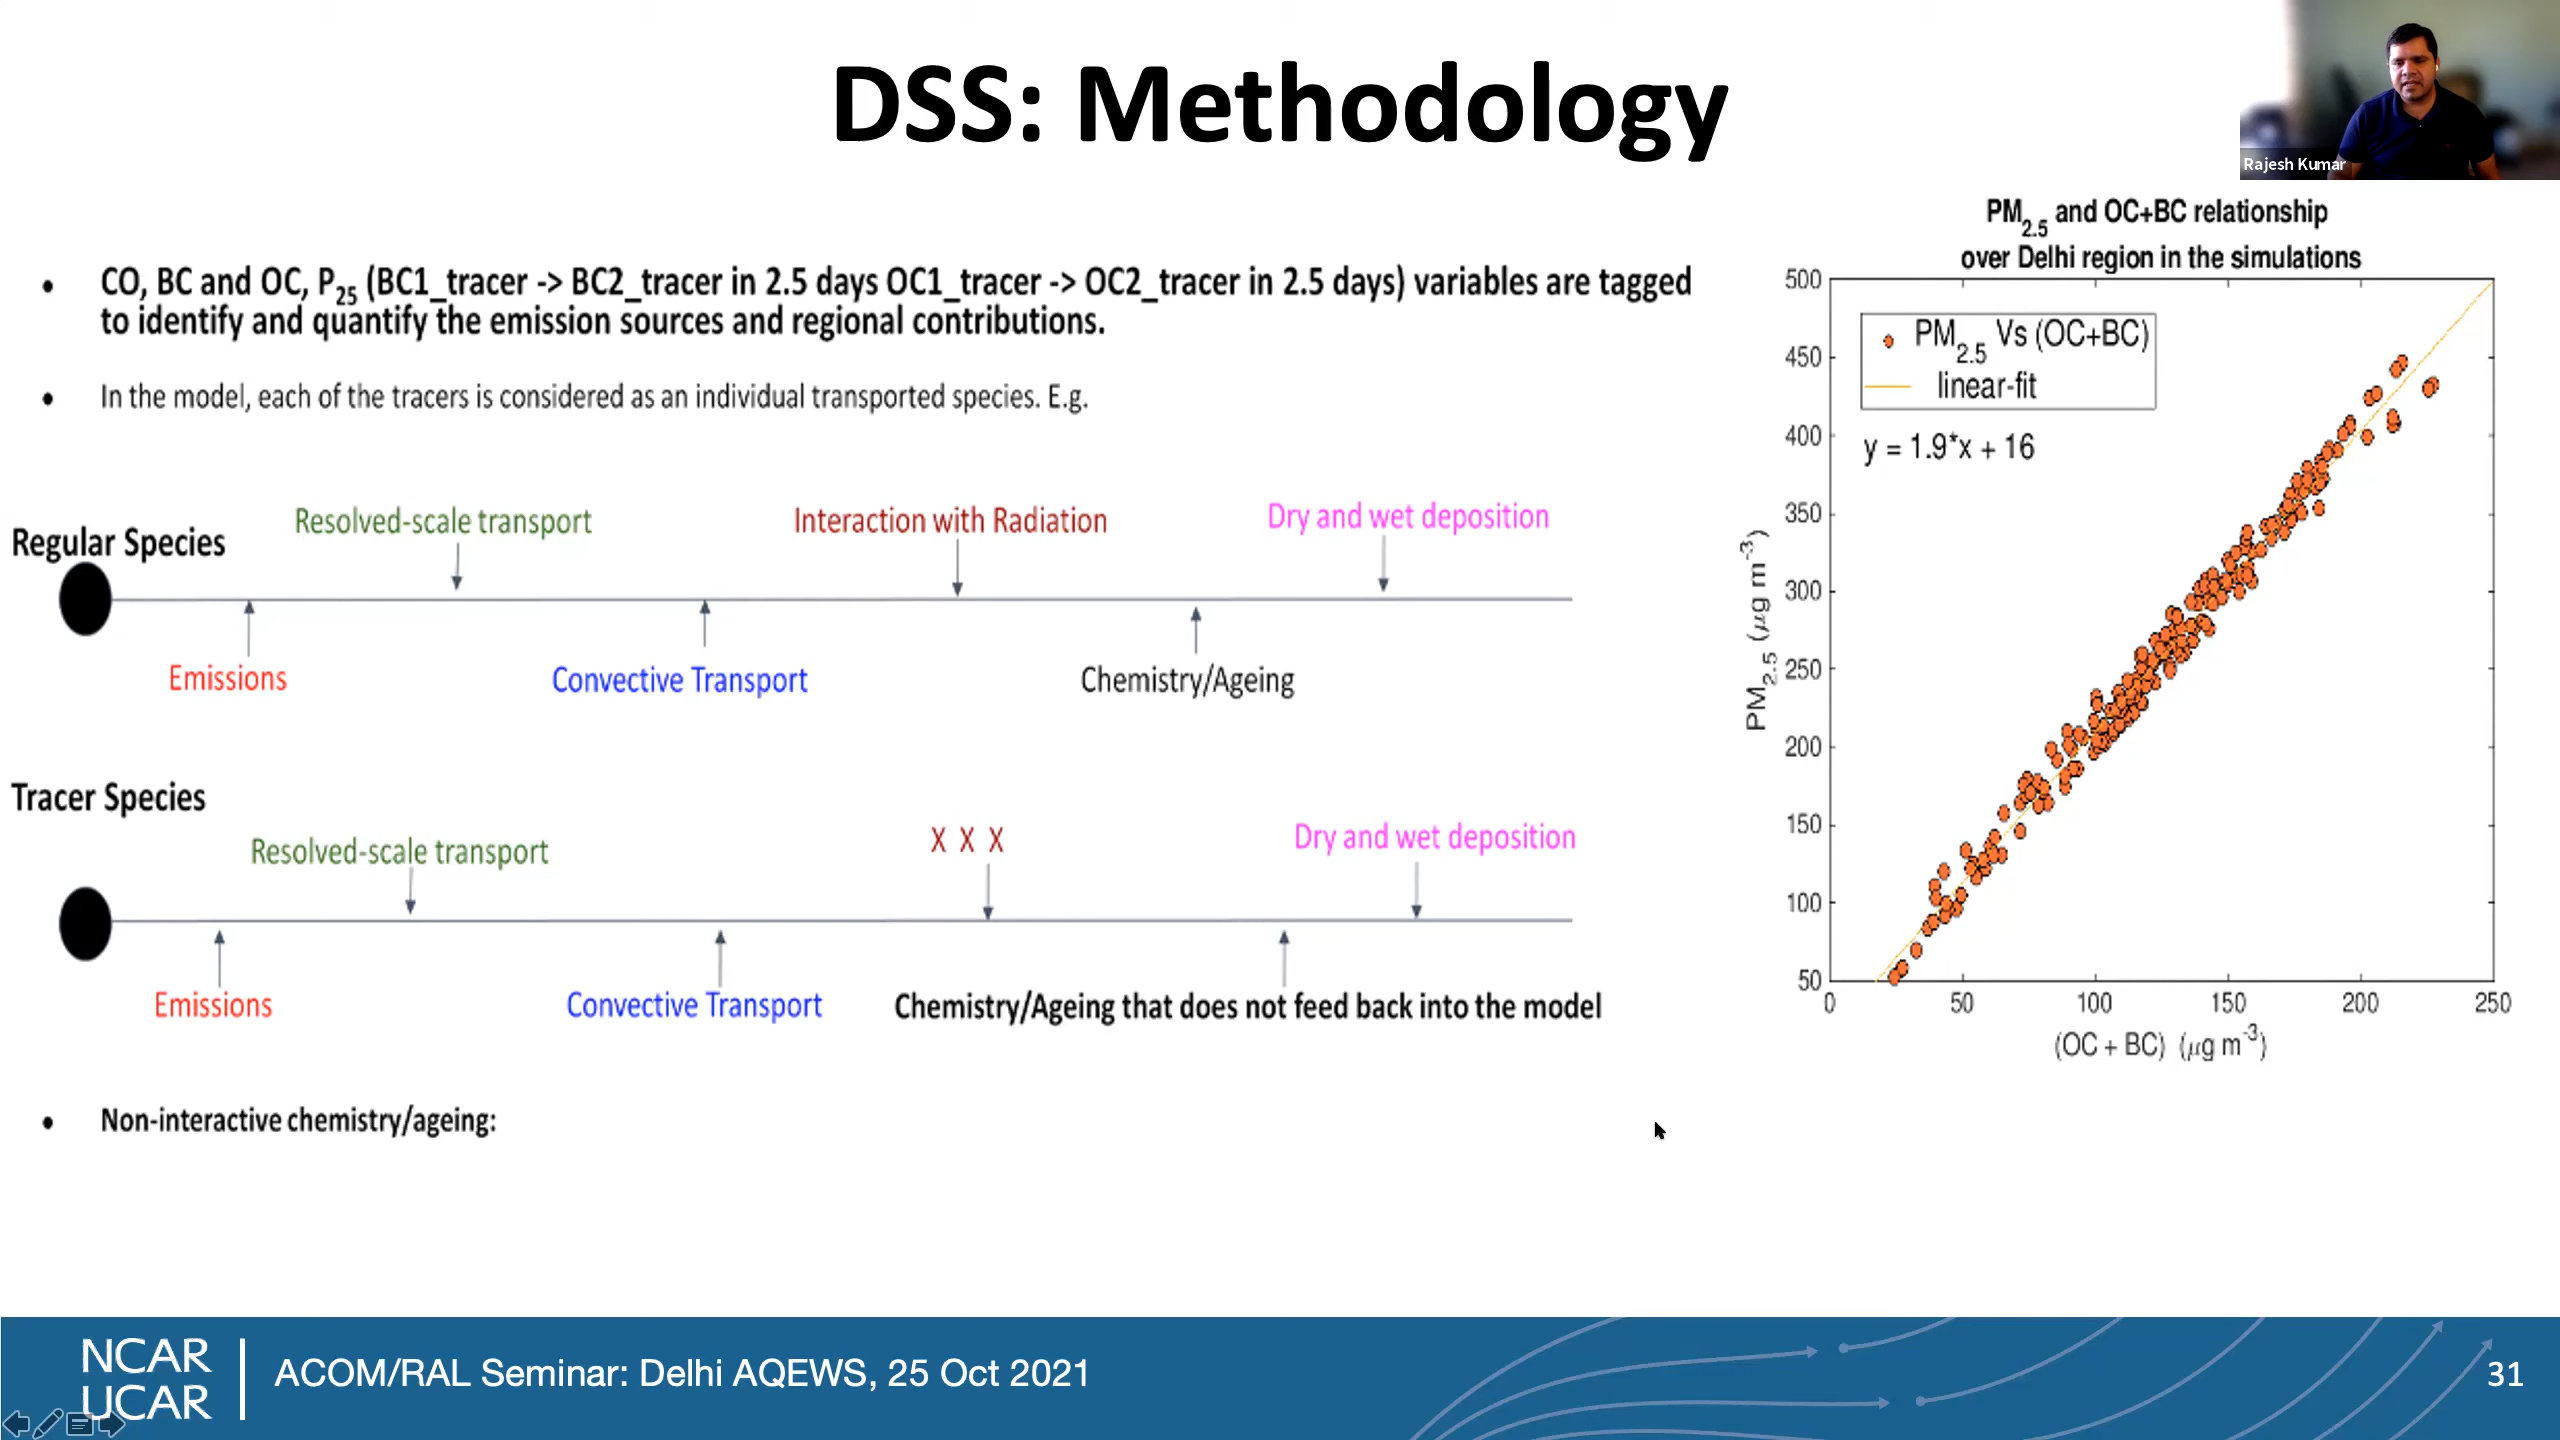 DSS: Methodology
Rajesh Kumar
• CO, BC and OC, P25 (BC1_tracer -> BC2_tracer in 2.5 days OC1_tracer -> OC2_tracer in 2.5 days) variables are tagged
to identify and quantify the emission sources and regional contributions.
• In the model, each of the tracers is considered as an individual transported species. E.g.
Regular Species
Resolved-scale transport
Interaction with Radiation
Dry and wet deposition
Emissions
Convective Transport
Chemistry/Ageing
Tracer Species
Resolved-scale transport
X X X
Dry and wet deposition
Emissions
Convective Transport
Chemistry/Ageing that does not feed back into the model
• Non-interactive chemistry/ageing:
PM2.5 and OC+BC relationship
over Delhi region in the simulations
PM2.5 Vs (OC+BC)
linear-fit
y = 1.9*x + 16
PM2.5 (μg m-3)
500
450
400
350
300
250
200
150
100
50
0 50 100 150 200 250
(OC + BC) (μg m-3)
NCAR
UCAR
ACOM/RAL Seminar: Delhi AQEWS, 25 Oct 2021
31